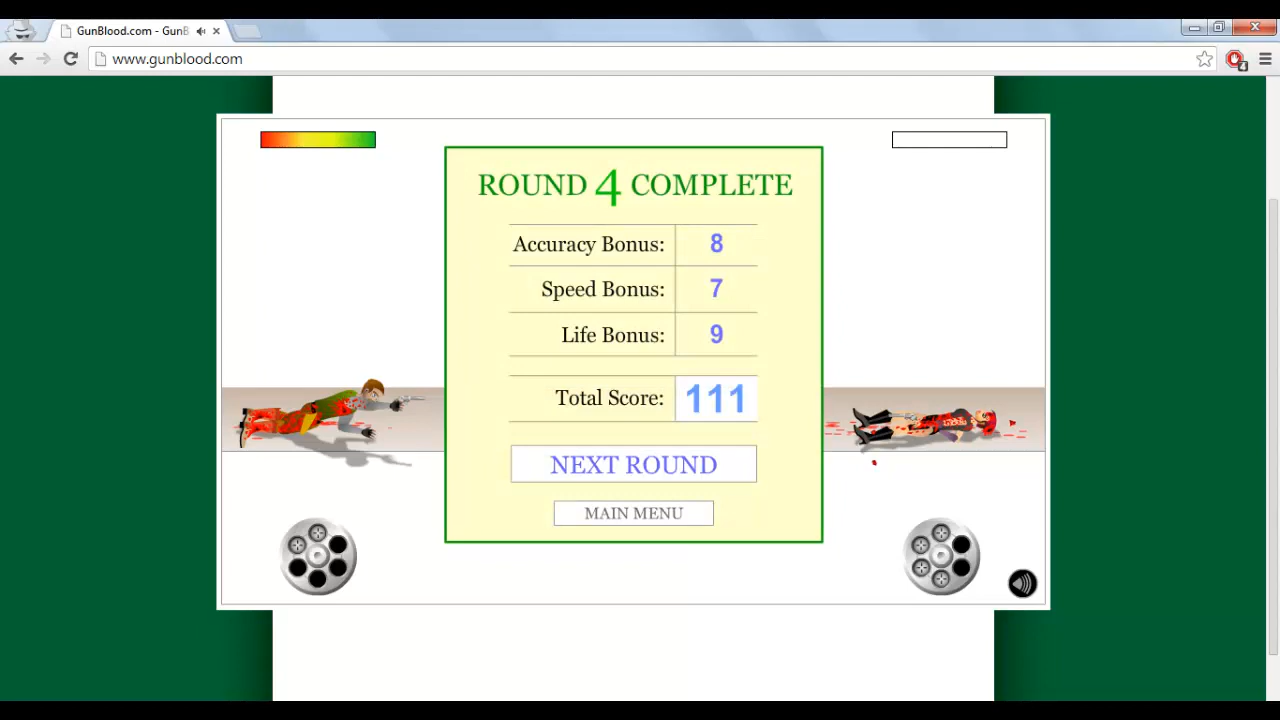 GunBlood.com - GunB
www.gunblood.com
4
ROUND 4 COMPLETE
Accuracy Bonus: 8
Speed Bonus: 7
Life Bonus: 9
Total Score: 111
NEXT ROUND
MAIN MENU